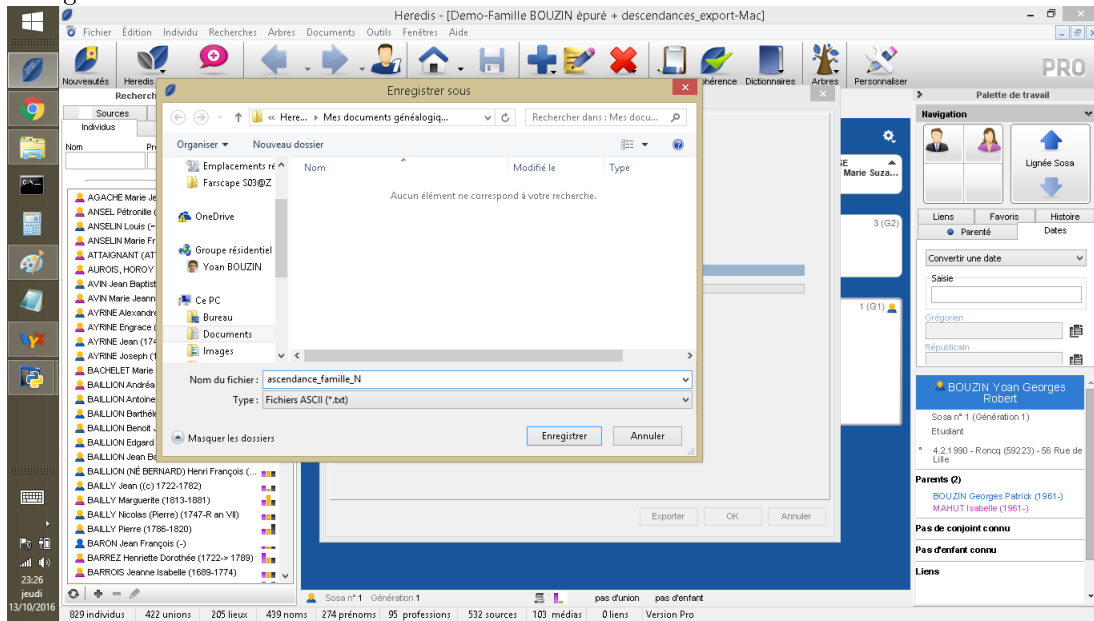 Heredis - [Demo-Famille BOUZIN épuré + descendances_export-Mac]
Fichier Édition Individu Recherches Arbres Documents Outils Fenêtres Aide
Nouveautés Heredis Dictionnaires Arbres Personnaliser
PRO
Enregistrer sous
Here... Mes documents généalogiq...
Rechercher dans : Mes docu...
Organiser Nouveau dossier
Emplacements ré
Farscape S03@Z
OneDrive
Groupe résidentiel
Yoan BOUZIN
Ce PC
Bureau
Documents
Images
Nom Modifié le Type
Aucun élément ne correspond à votre recherche.
Nom du fichier : ascendance_famille_N
Type : Fichiers ASCII (*.txt)
Masquer les dossiers
Enregistrer Annuler
Exporter OK Annuler
Sources
Individus
Nom
AGACHE Marie Je
ANSEL Pétronille (
ANSELIN Louis (~
ANSELIN Marie Fr
ATTAIGNANT (AT
AUROIS, HOROY
AVIN Jean Baptist
AVIN Marie Jeann
AYRINE Alexandre
AYRINE Engrace (
AYRINE Jean (174
AYRINE Joseph (1
BACHELET Marie
BAILLION Andréa
BAILLION Antoine
BAILLION Barthéle
BAILLION Benoit J
BAILLION Edgard
BAILLION Jean Ba
BAILLION (NÉ BERNARD) Henri François (...
BAILLY Jean ((c) 1722-1782)
BAILLY Marguerite (1813-1881)
BAILLY Nicolas (Pierre) (1747-R an VII)
BAILLY Pierre (1786-1820)
BARON Jean François (-)
BARREZ Henriette Dorothée (1722-> 1789)
BARROIS Jeanne Isabelle (1689-1774)
Marie Suza...
3 (G2)
1 (G1)
Palette de travail
Navigation
Lignée Sosa
Liens Favoris Histoire
Parenté Dates
Convertir une date
Saisie
Grégorien
Républicain
BOUZIN Yoan Georges
Robert
Sosa n° 1 (Génération 1)
Etudiant
° 4.2.1990 - Roncq (59223) - 56 Rue de
Lille
Parents (2)
BOUZIN Georges Patrick (1961-)
MAHUT Isabelle (1961-)
Pas de conjoint connu
Pas d'enfant connu
Liens
Sosa n° 1 Génération 1 pas d'union pas d'enfant
829 individus 422 unions 205 lieux 439 noms 274 prénoms 95 professions 532 sources 103 médias 0 liens Version Pro
23:26
jeudi
13/10/2016